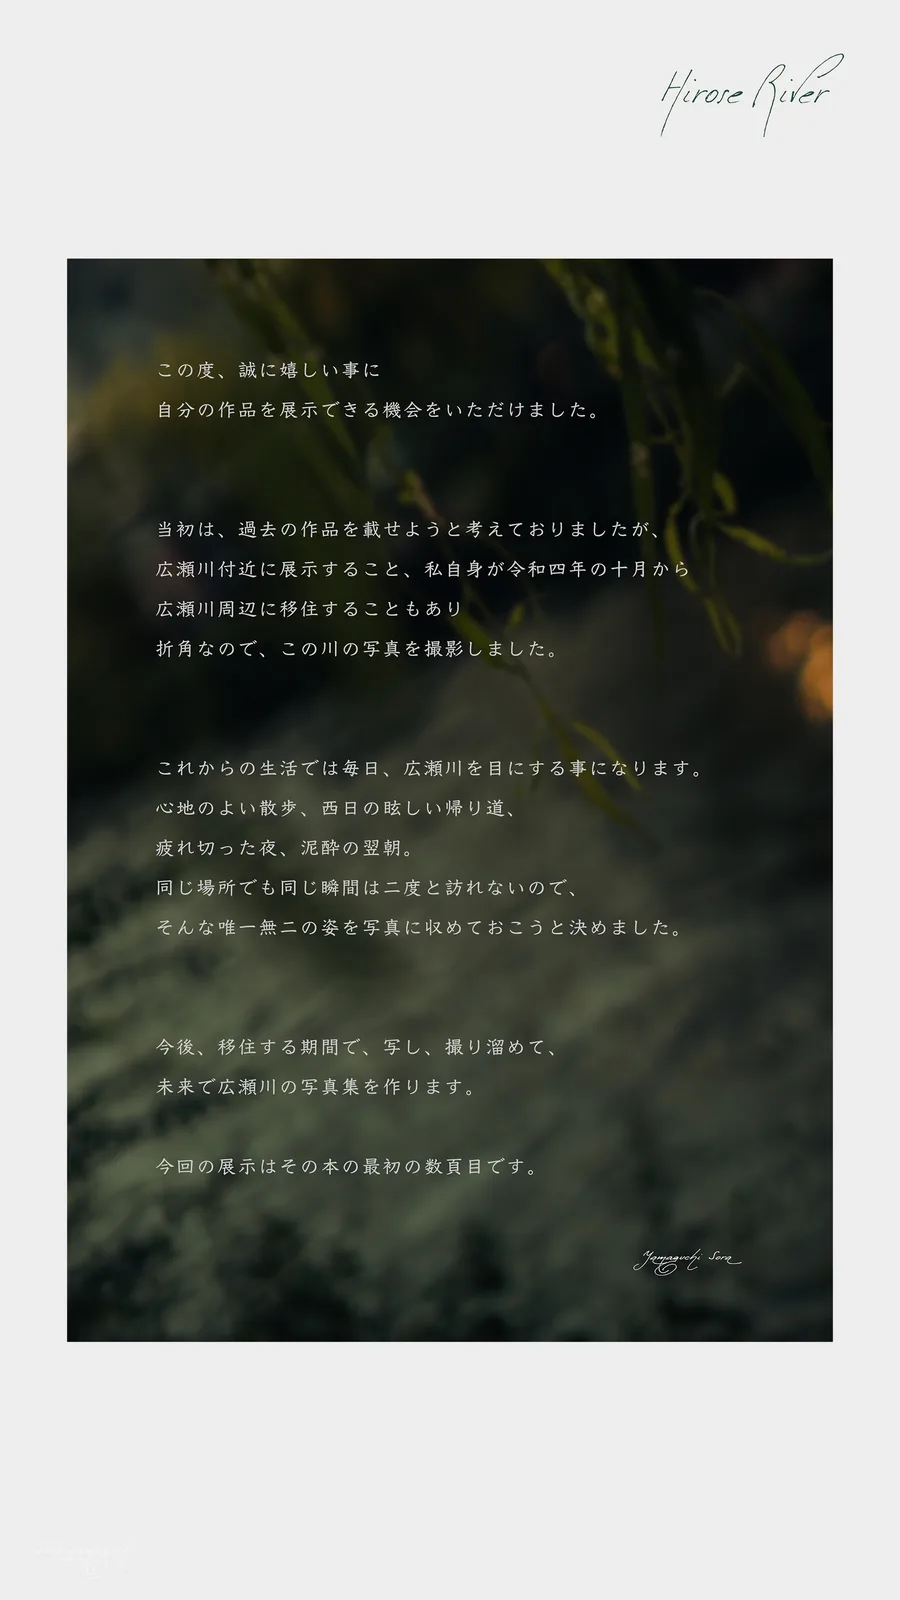 Hirose River
この度、誠に嬉しい事に
自分の作品を展示できる機会をいただけました。
当初は、過去の作品を載せようと考えておりましたが、
広瀬川付近に展示すること、私自身が令和四年の十月から
広瀬川周辺に移住することもあり
折角なので、この川の写真を撮影しました。
これからの生活では毎日、広瀬川を目にする事になります。
心地のよい散歩、西日の眩しい帰り道、
疲れ切った夜、泥酔の翌朝。
同じ場所でも同じ瞬間は二度と訪れないので、
そんな唯一無二の姿を写真に収めておこうと決めました。
今後、移住する期間で、写し、撮り溜めて、
未来で広瀬川の写真集を作ります。
今回の展示はその本の最初の数頁目です。
Yamaguchi Sora